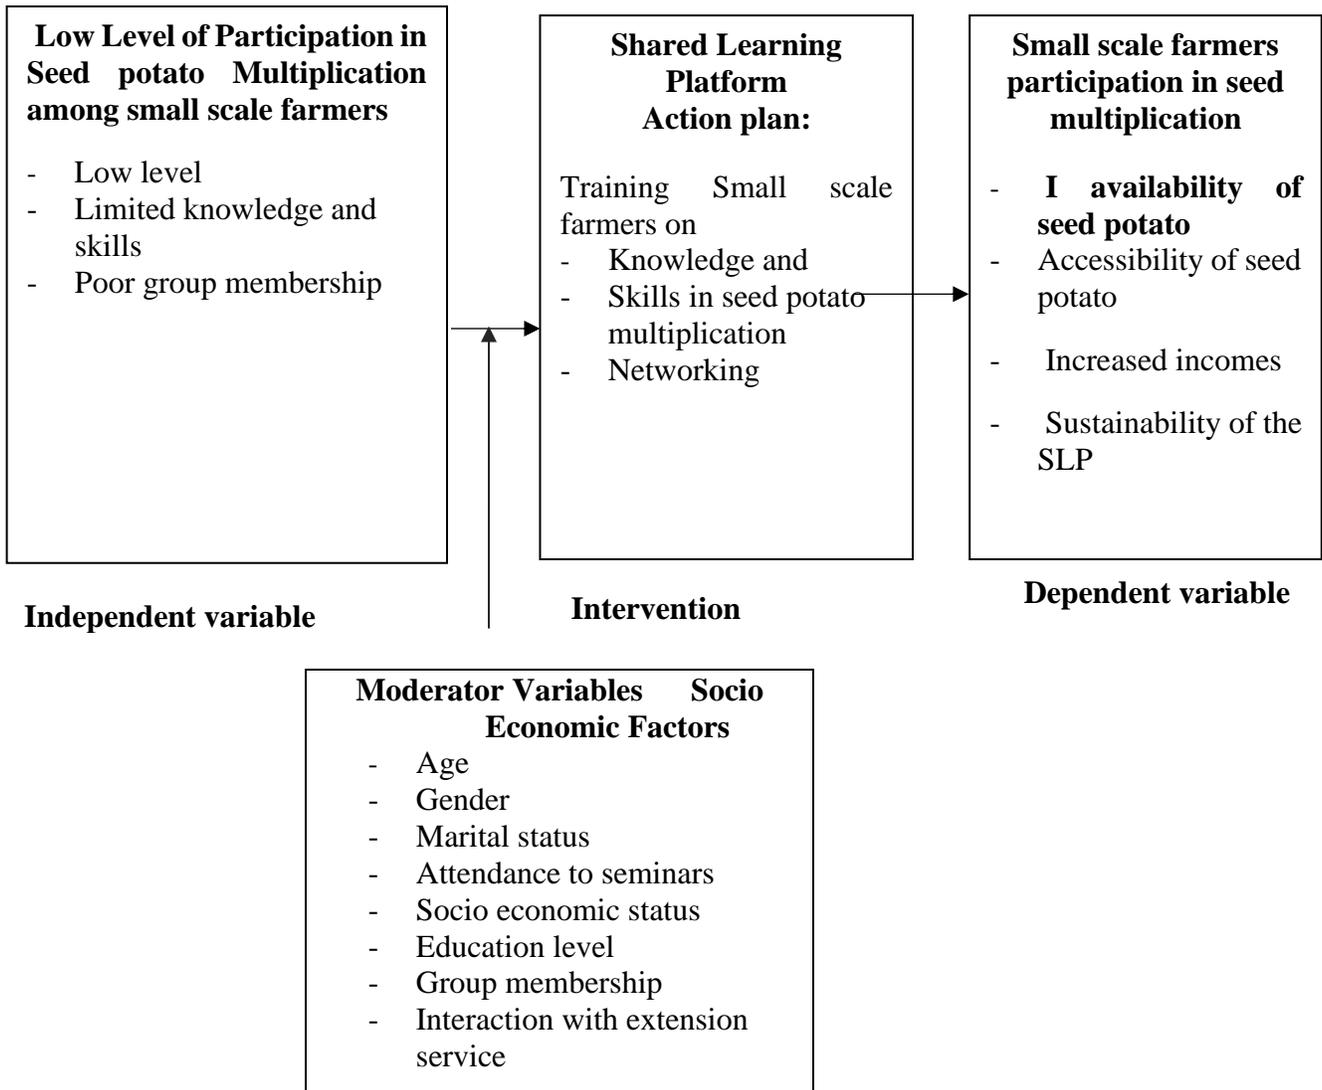 Low Level of Participation in
Seed potato Multiplication
among small scale farmers
- Low level
- Limited knowledge and
skills
- Poor group membership
Independent variable
Shared Learning
Platform
Action plan:
Training Small scale
farmers on
- Knowledge and
- Skills in seed potato
multiplication
- Networking
Intervention
Small scale farmers
participation in seed
multiplication
- I availability of
seed potato
- Accessibility of seed
potato
- Increased incomes
- Sustainability of the
SLP
Dependent variable
Moderator Variables Socio
Economic Factors
- Age
- Gender
- Marital status
- Attendance to seminars
- Socio economic status
- Education level
- Group membership
- Interaction with extension
service